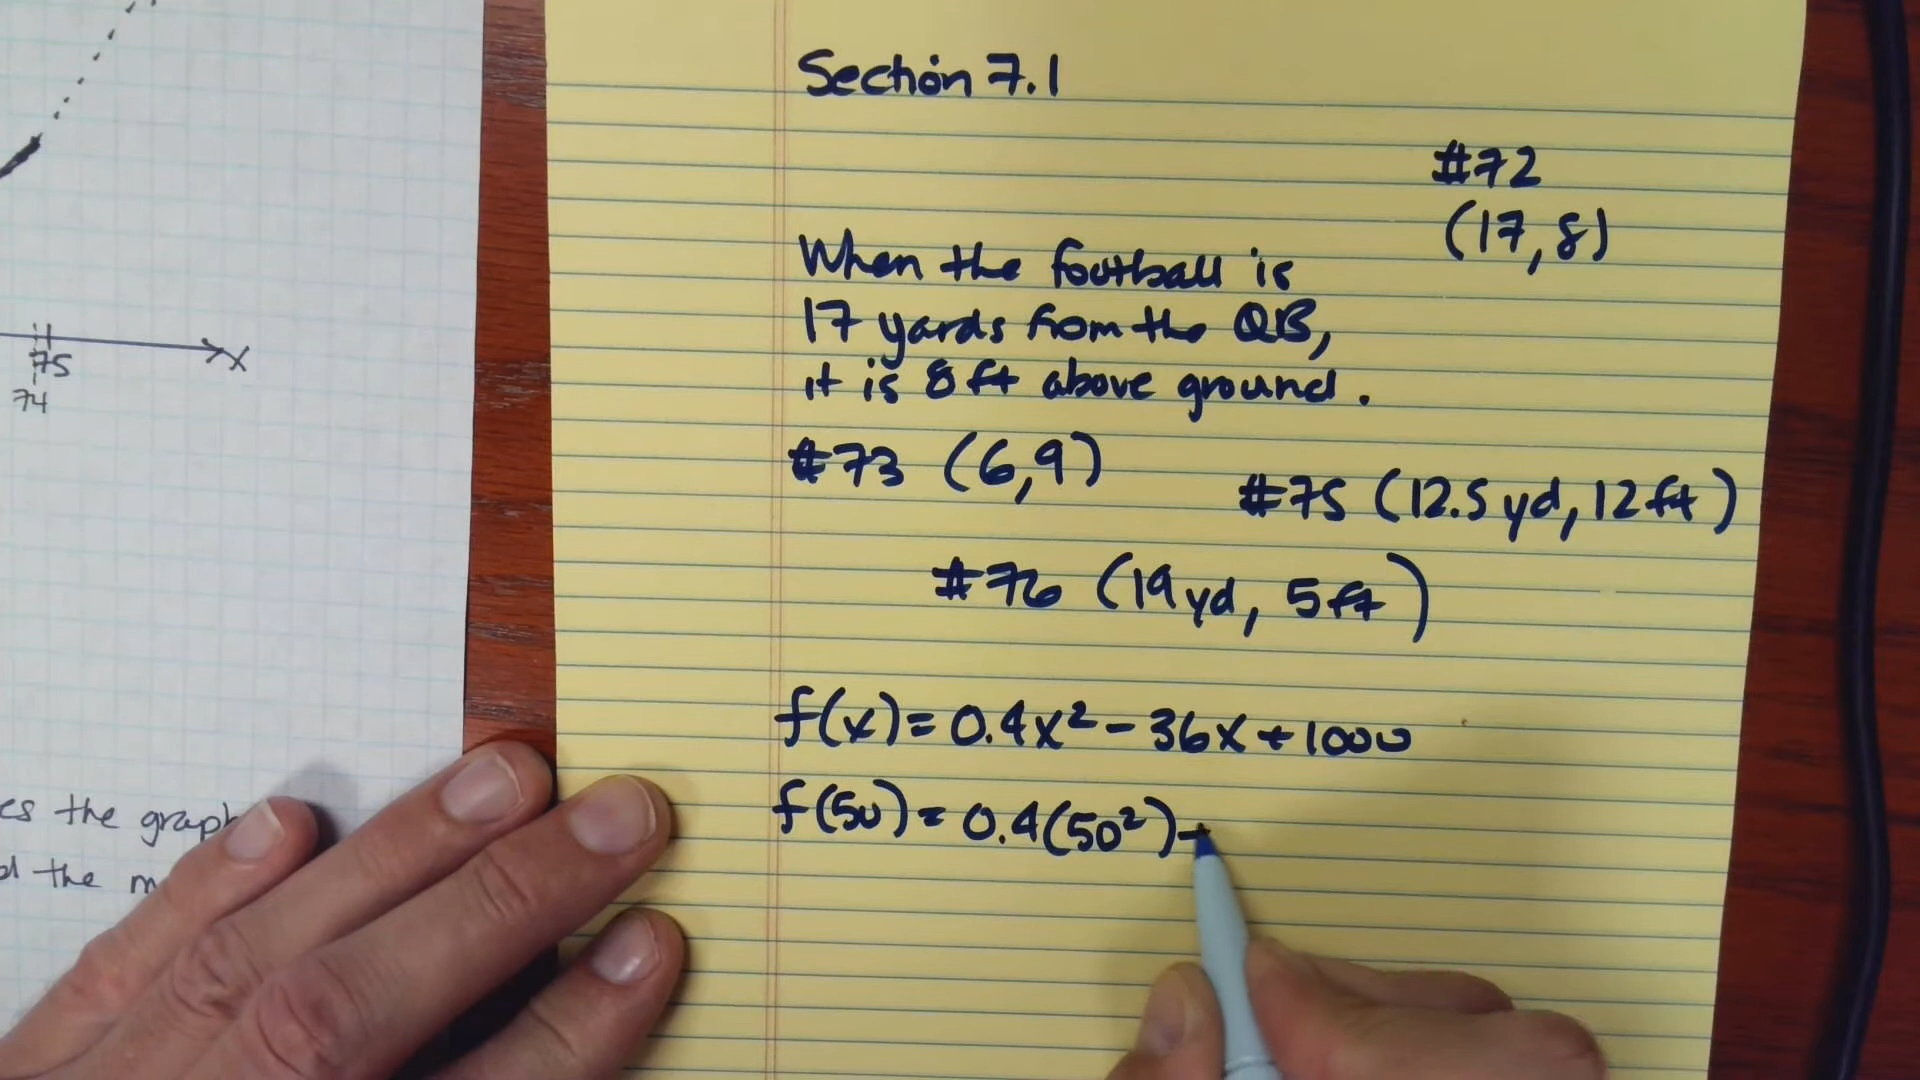 Section 7.1
#72
(17,8)
When the football is
17 yards from the QB,
it is 8 ft above ground.
#73 (6,9)
#75 (12.5 yd, 12 ft)
#76 (19 yd, 5 ft)
f(x) = 0.4x² - 36x + 1000
f(50) = 0.4(50²) -
75
x
74
es the graph
d the m